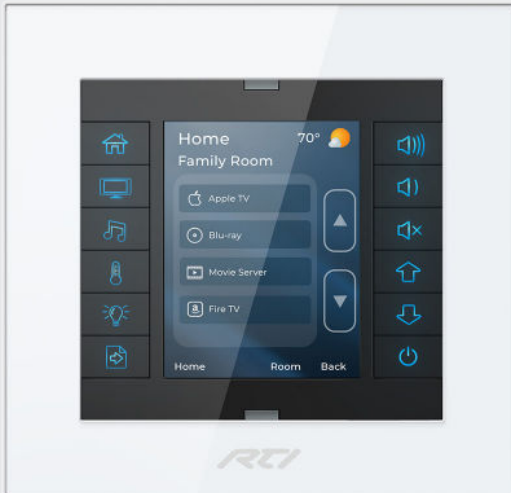 Home 70°
Family Room
Apple TV
Blu-ray
Movie Server
a Fire TV
Home Room Back
RTI